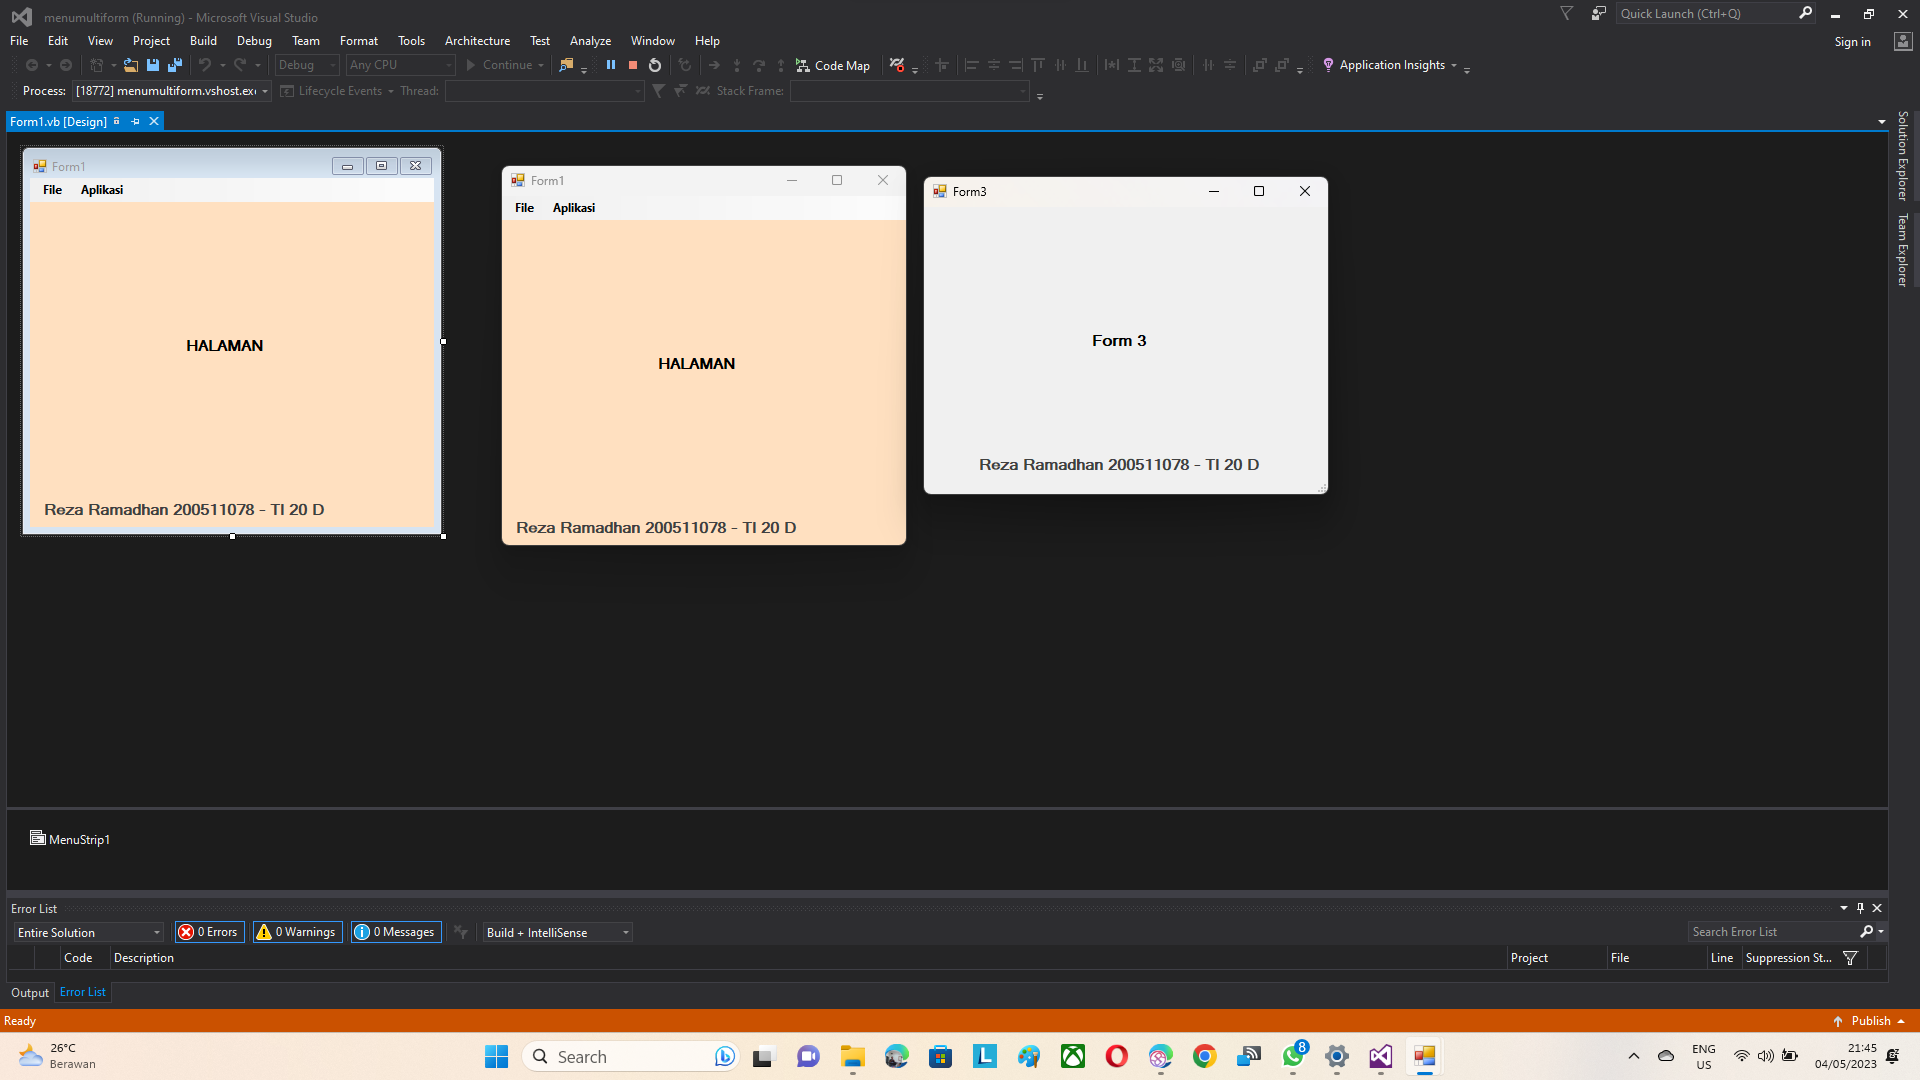 menumultiform (Running) - Microsoft Visual Studio
Quick Launch (Ctrl+Q)
File Edit View Project Build Debug Team Format Tools Architecture Test Analyze Window Help
Sign in
Debug Any CPU Continue Code Map Application Insights
Process: [18772] menumultiform.vshost.exe Lifecycle Events Thread: Stack Frame:
Form1.vb [Design]
Solution Explorer
Team Explorer
Form1
File Aplikasi
HALAMAN
Reza Ramadhan 200511078 - TI 20 D
Form1
File Aplikasi
HALAMAN
Reza Ramadhan 200511078 - TI 20 D
Form3
Form 3
Reza Ramadhan 200511078 - TI 20 D
MenuStrip1
Error List
Entire Solution 0 Errors 0 Warnings 0 Messages Build + IntelliSense
Search Error List
Code Description Project File Line Suppression St...
Output Error List
Ready
Publish
26°C
Berawan
Search
8
ENG
US
21:45
04/05/2023